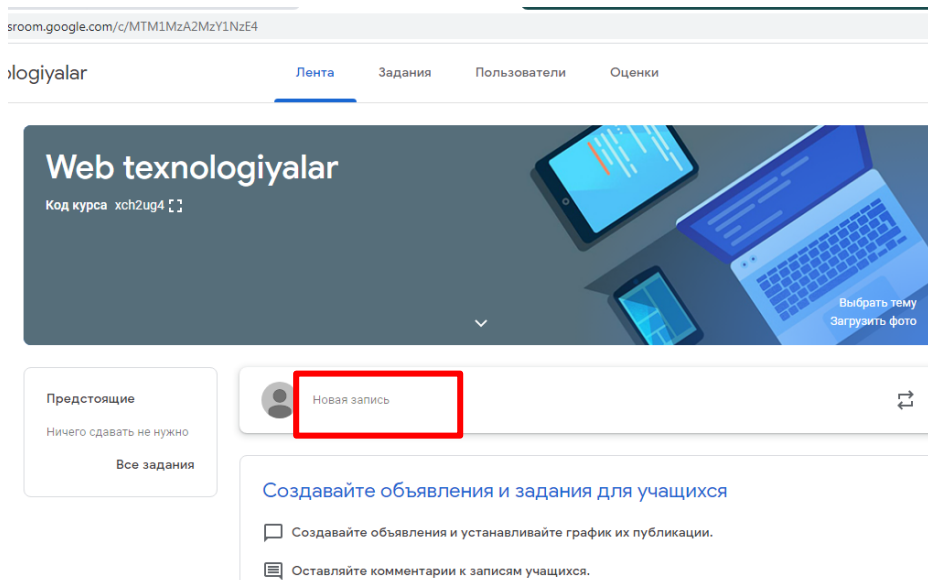 sroom.google.com/c/MTM1MzA2MzY1NzE4
ologiyalar
Лента Задания Пользователи Оценки
Web texnologiyalar
Код курса xch2ug4
Выбрать тему
Загрузить фото
Предстоящие
Ничего сдавать не нужно
Все задания
Новая запись
Создавайте объявления и задания для учащихся
Создавайте объявления и устанавливайте график их публикации.
Оставляйте комментарии к записям учащихся.